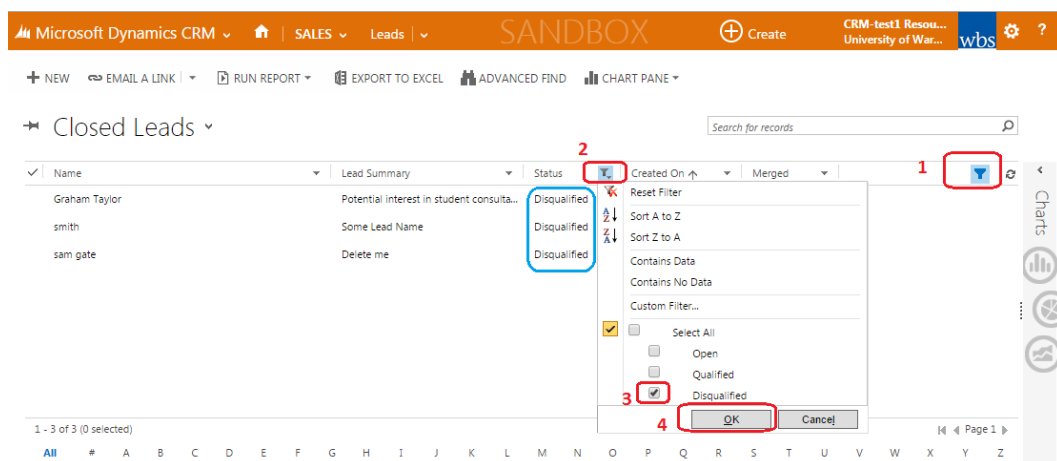 Microsoft Dynamics CRM SALES Leads SANDBOX Create CRM-test1 Resou... University of War... wbs ?
NEW EMAIL A LINK RUN REPORT EXPORT TO EXCEL ADVANCED FIND CHART PANE
Closed Leads Search for records
2 1
Name Lead Summary Status Created On Merged
Graham Taylor Potential interest in student consulta... Disqualified Reset Filter
smith Some Lead Name Disqualified Sort A to Z
Sort Z to A
sam gate Delete me Disqualified Contains Data
Contains No Data
Custom Filter...
Select All
Open
Qualified
3 Disqualified
4 OK Cancel
Charts
1 - 3 of 3 (0 selected) Page 1
All # A B C D E F G H I J K L M N O P Q R S T U V W X Y Z